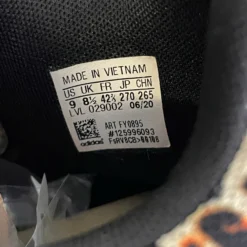 MADE IN VIETNAM
US UK FR JP CHN
9 8½ 42⅔ 270 265
LVL 029002 06/20
ART FY0895
#125996093
adidas